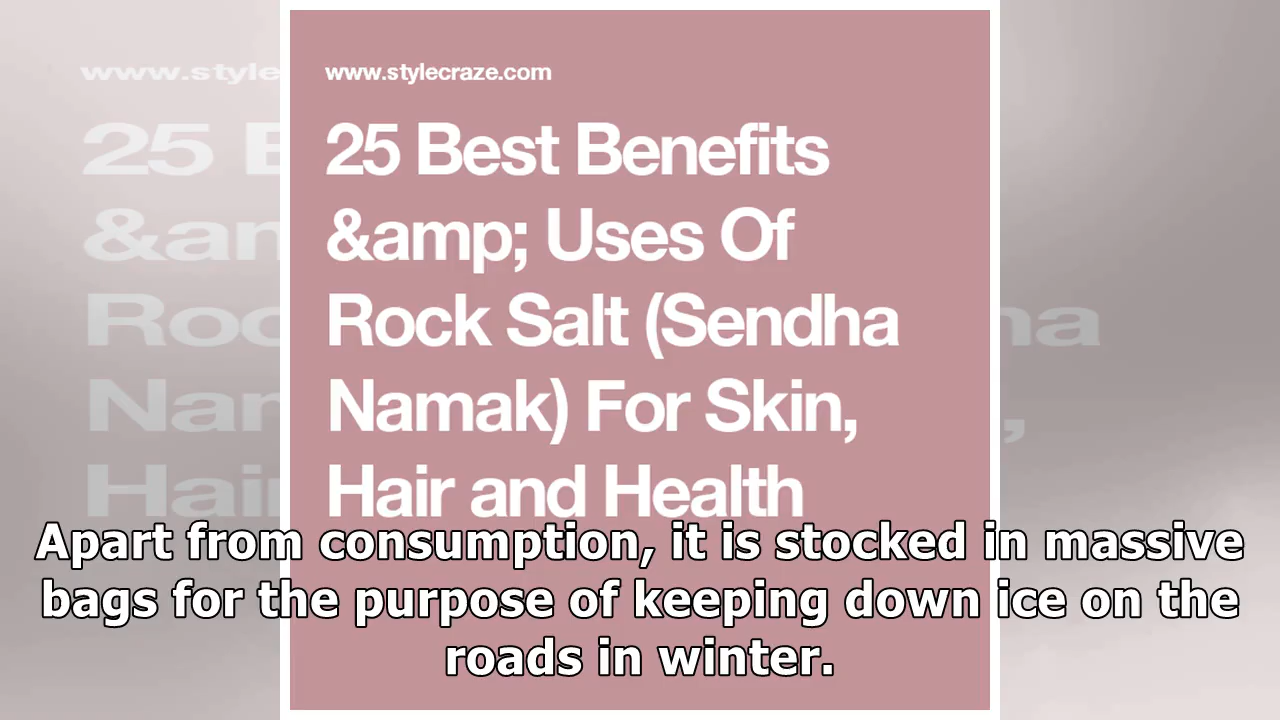 www.stylecraze.com
25 Best Benefits
&amp; Uses Of
Rock Salt (Sendha
Namak) For Skin,
Hair and Health
Apart from consumption, it is stocked in massive
bags for the purpose of keeping down ice on the
roads in winter.